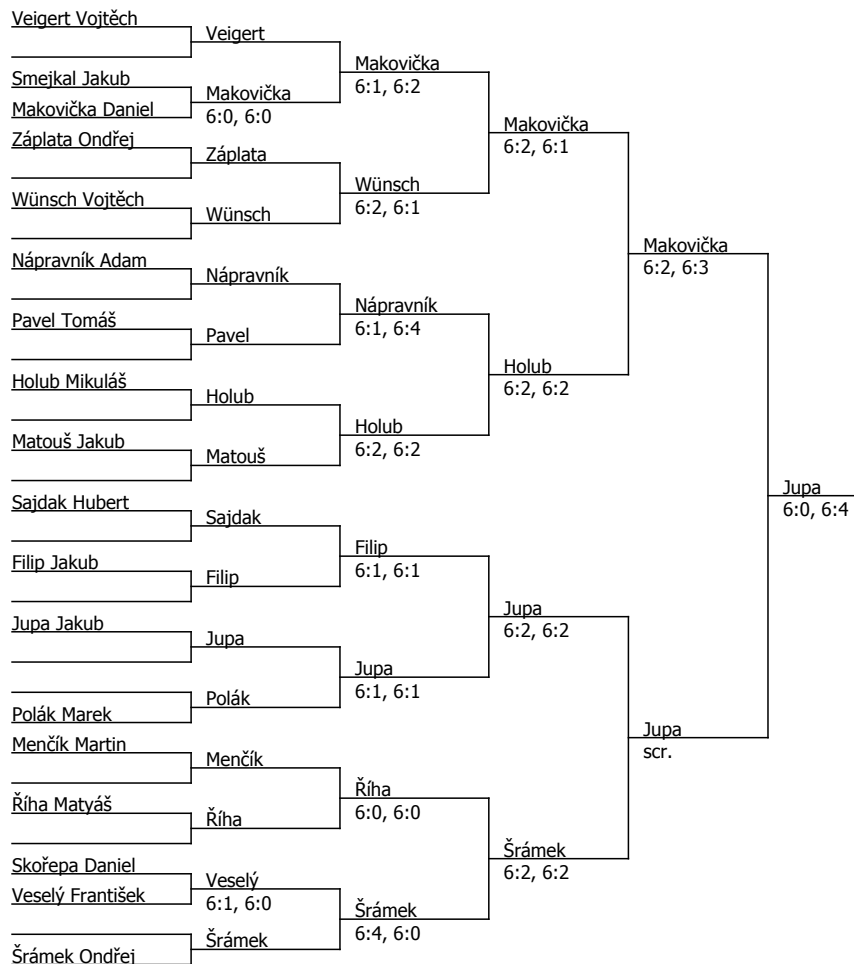 Veigert Vojtěch
Smejkal Jakub
Makovička Daniel
Záplata Ondřej
Wünsch Vojtěch
Nápravník Adam
Pavel Tomáš
Holub Mikuláš
Matouš Jakub
Sajdak Hubert
Filip Jakub
Jupa Jakub
Polák Marek
Menčík Martin
Říha Matyáš
Skořepa Daniel
Veselý František
Šrámek Ondřej
Veigert
Makovička
6:0, 6:0
Záplata
Wünsch
Nápravník
Pavel
Holub
Matouš
Sajdak
Filip
Jupa
Polák
Menčík
Říha
Veselý
6:1, 6:0
Šrámek
Makovička
6:1, 6:2
Wünsch
6:2, 6:1
Nápravník
6:1, 6:4
Holub
6:2, 6:2
Filip
6:1, 6:1
Jupa
6:1, 6:1
Říha
6:0, 6:0
Šrámek
6:4, 6:0
Makovička
6:2, 6:1
Holub
6:2, 6:2
Jupa
6:2, 6:2
Šrámek
6:2, 6:2
Makovička
6:2, 6:3
Jupa
scr.
Jupa
6:0, 6:4